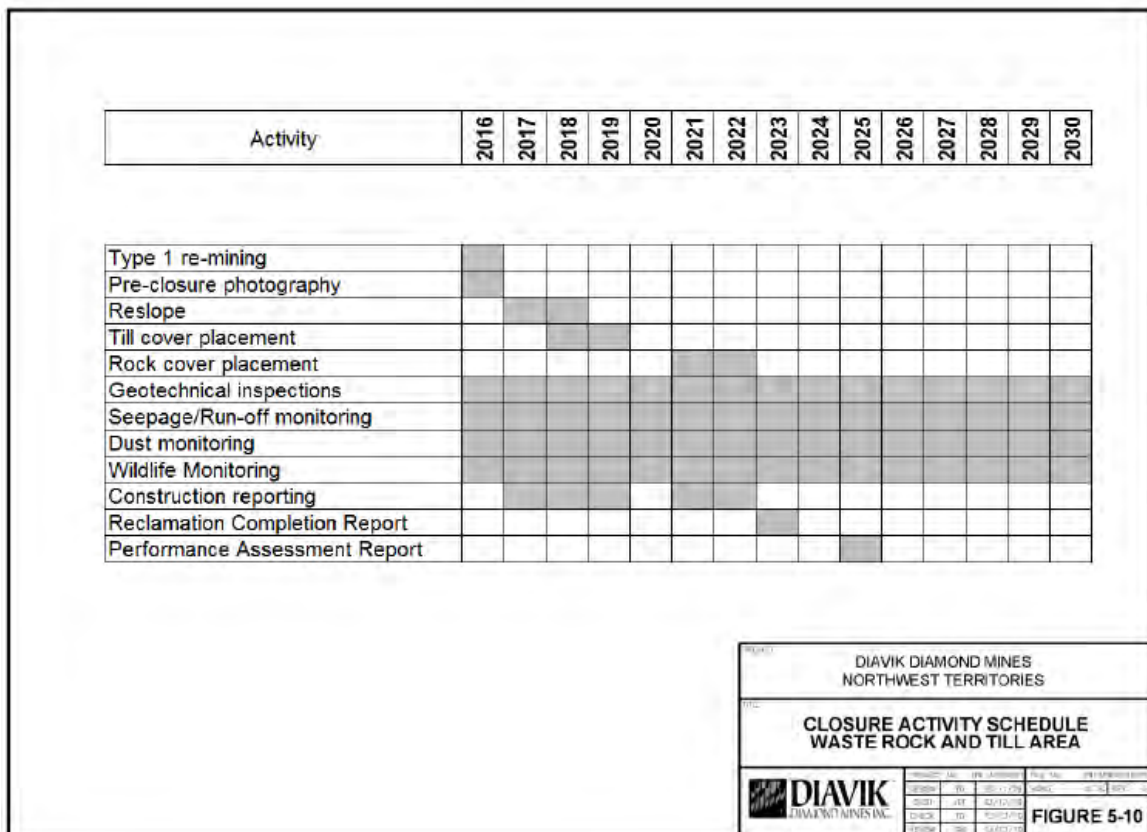 Activity 2016 2017 2018 2019 2020 2021 2022 2023 2024 2025 2026 2027 2028 2029 2030
Type 1 re-mining
Pre-closure photography
Reslope
Till cover placement
Rock cover placement
Geotechnical inspections
Seepage/Run-off monitoring
Dust monitoring
Wildlife Monitoring
Construction reporting
Reclamation Completion Report
Performance Assessment Report
DIAVIK DIAMOND MINES
NORTHWEST TERRITORIES
CLOSURE ACTIVITY SCHEDULE
WASTE ROCK AND TILL AREA
DIAVIK
DIAMOND MINES INC.
FIGURE 5-10